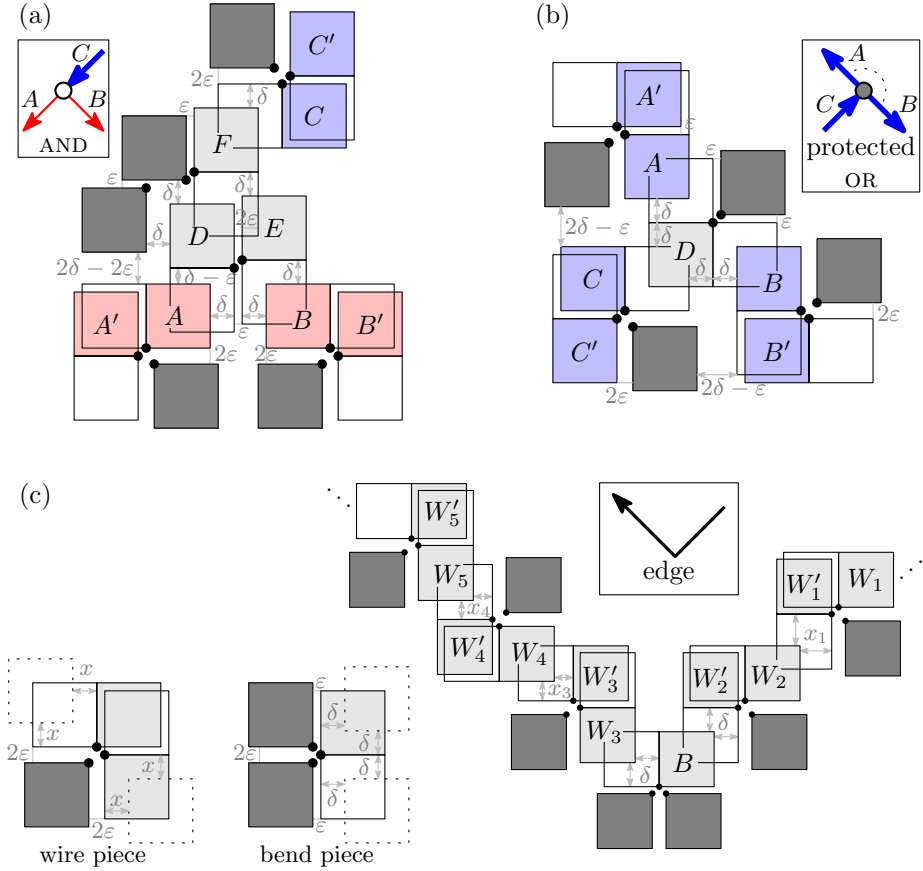 (a)
C
A
B
AND
2ε
C′
C
δ
ε
F
ε
δ
δ
2ε
D
E
δ
2δ − 2ε
δ − ε
δ
A′
A
δ
δ
B
B′
ε
2ε
2ε
(b)
A
C
B
protected
OR
A′
ε
A
ε
δ
2δ − ε
δ
ε
D
δ
δ
C
B
2ε
C′
B′
2ε
2δ − ε
(c)
W′5
W5
x4
W′4
W4
x3
W′3
W3
δ
B
δ
δ
W′2
W2
x1
W′1
W1
edge
x
x
2ε
x
x
2ε
wire piece
ε
δ
δ
2ε
δ
δ
ε
bend piece